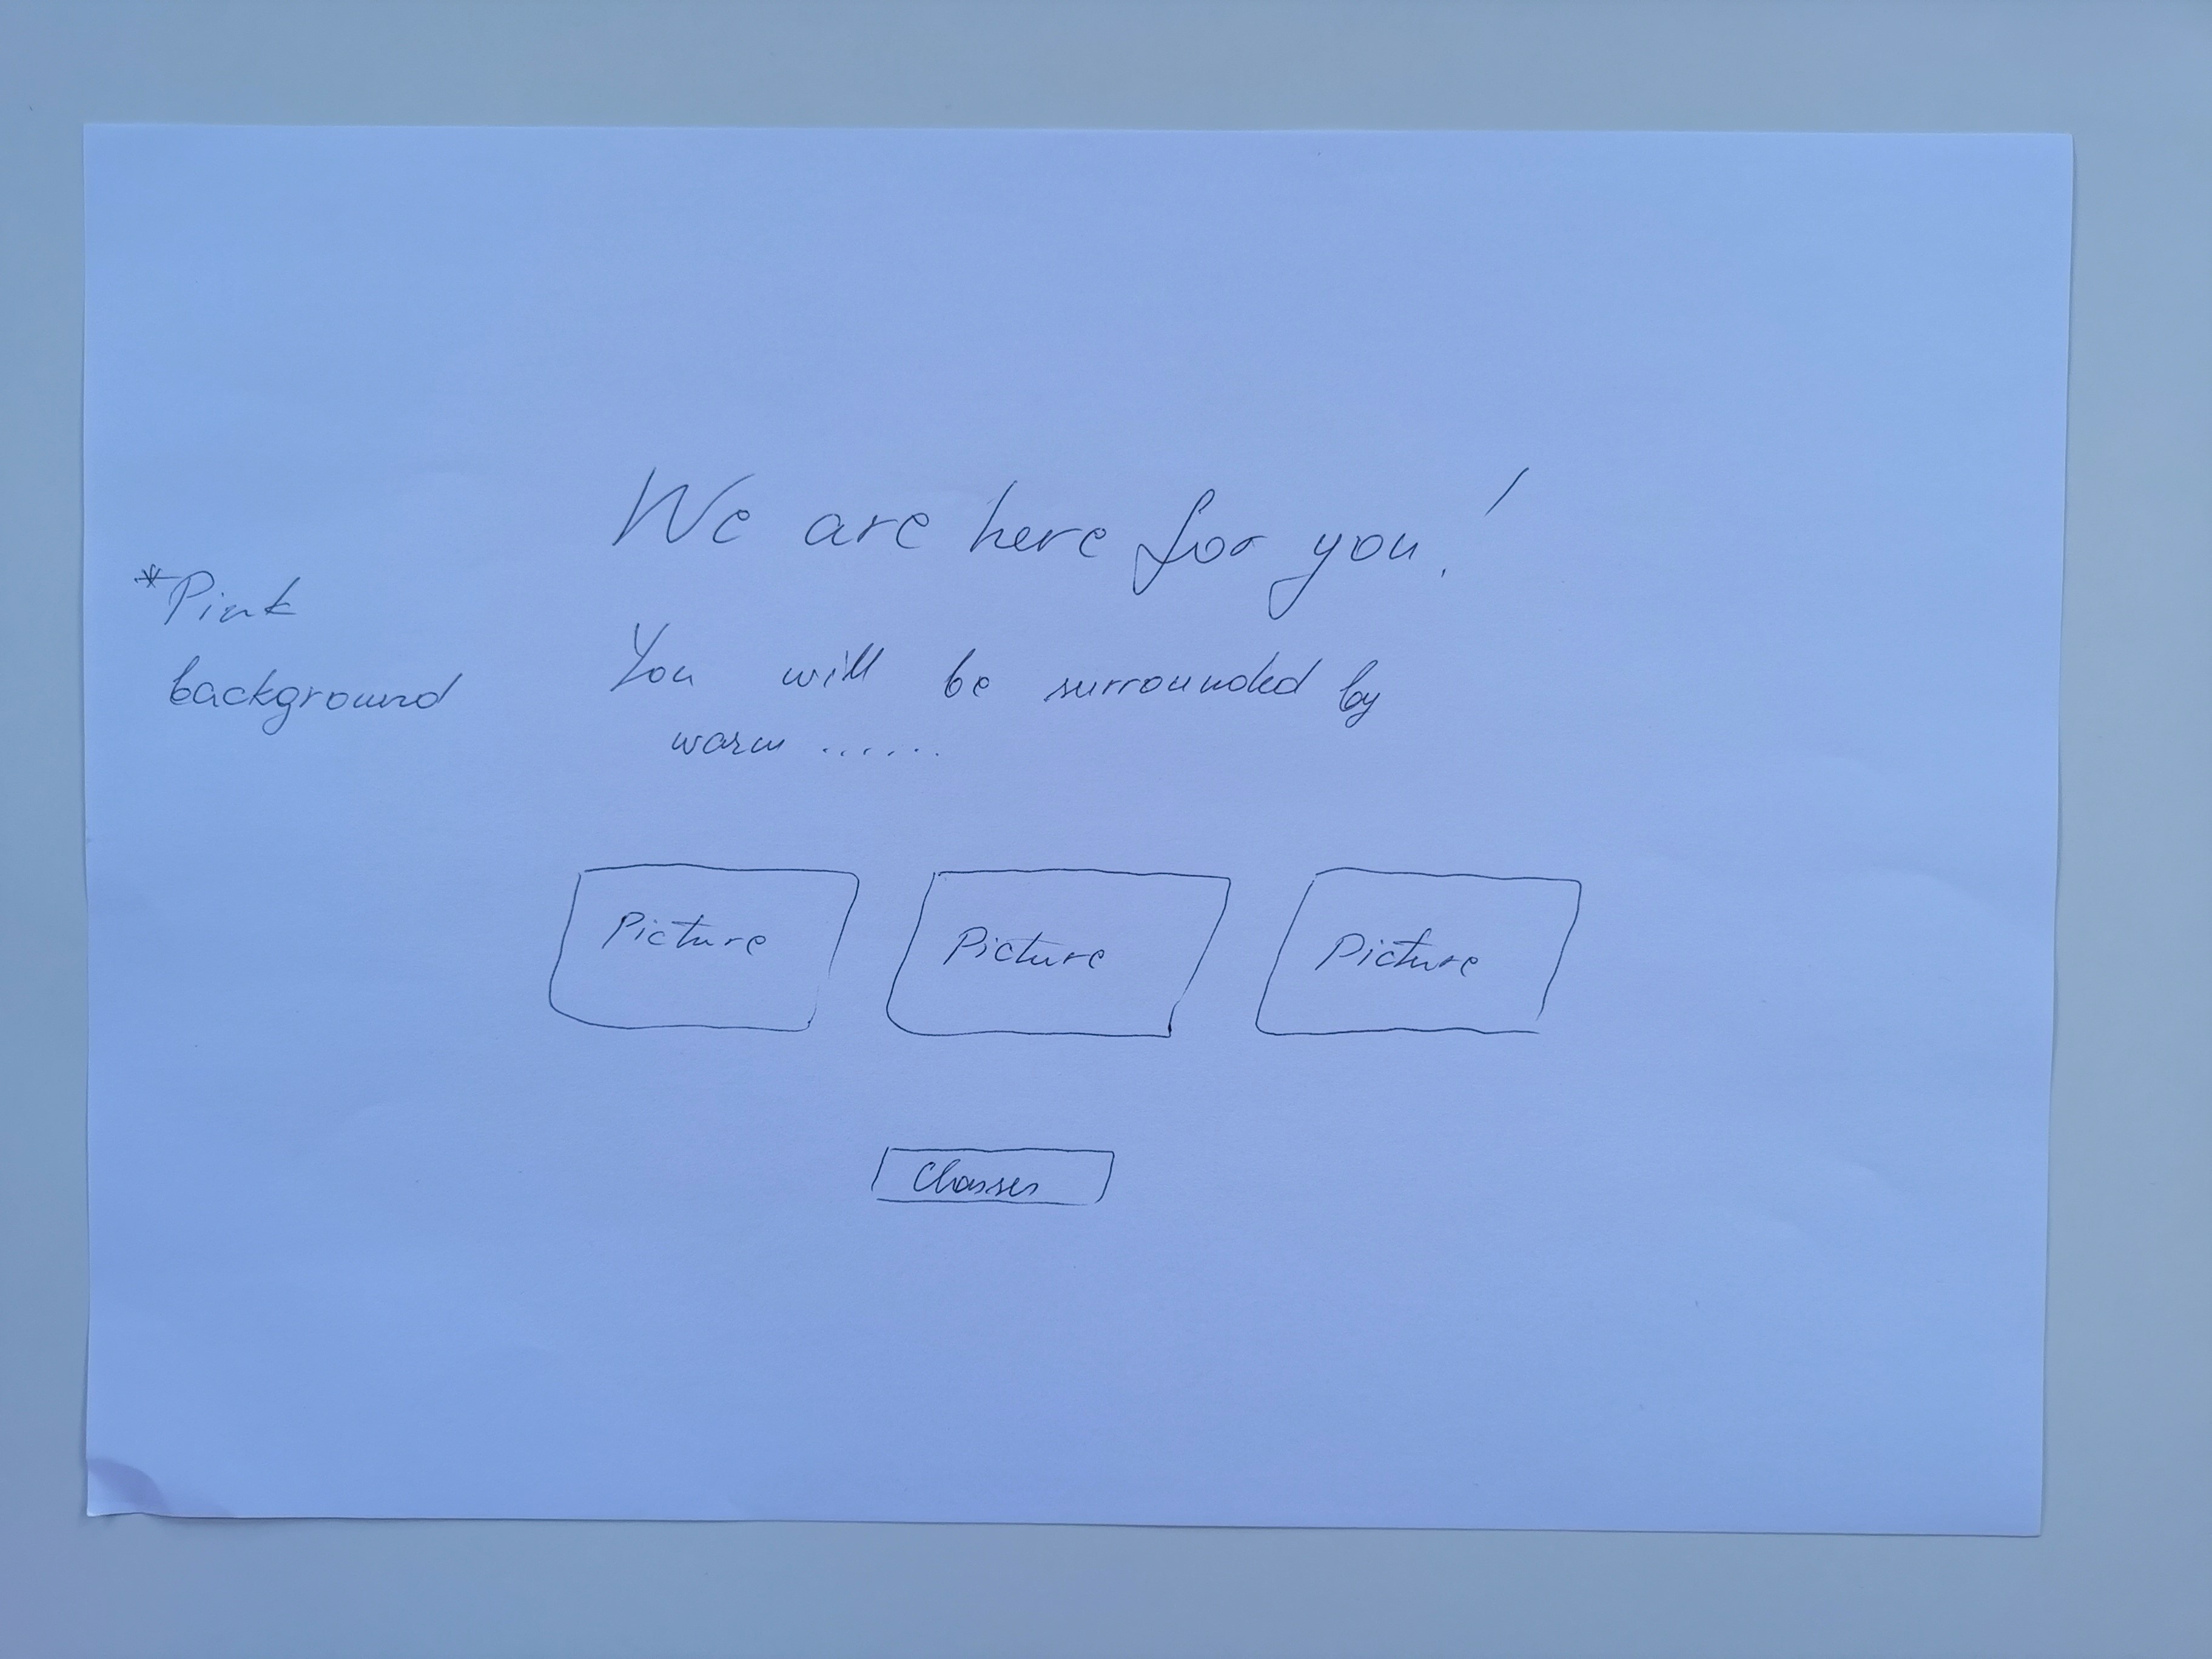 We are here for you!
*Pink
background
You will be surrounded by
warm ......
Picture Picture Picture
Classes